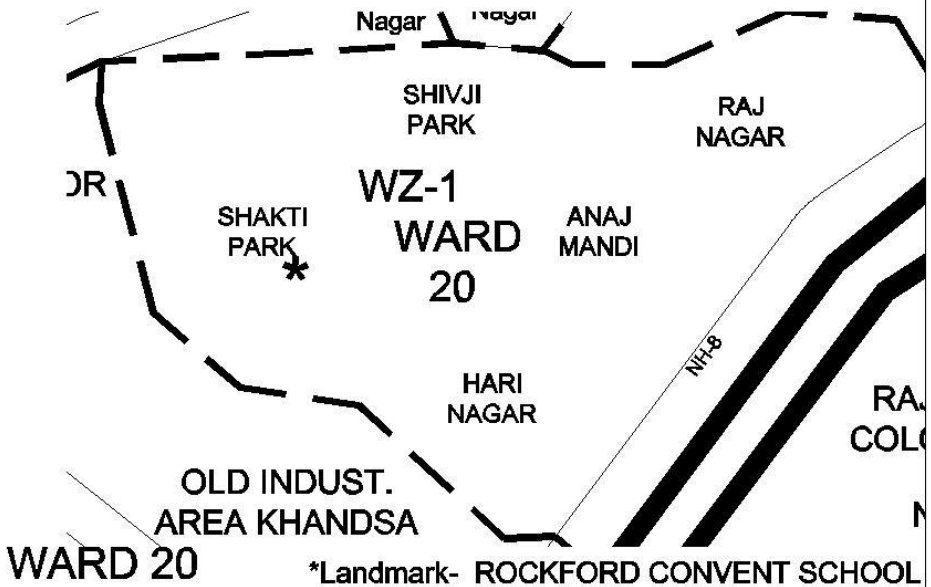 Nagar
Nagar
SHIVJI
PARK
RAJ
NAGAR
WZ-1
WARD
20
SHAKTI
PARK
*
ANAJ
MANDI
NH-8
HARI
NAGAR
OLD INDUST.
AREA KHANDSA
WARD 20
*Landmark- ROCKFORD CONVENT SCHOOL